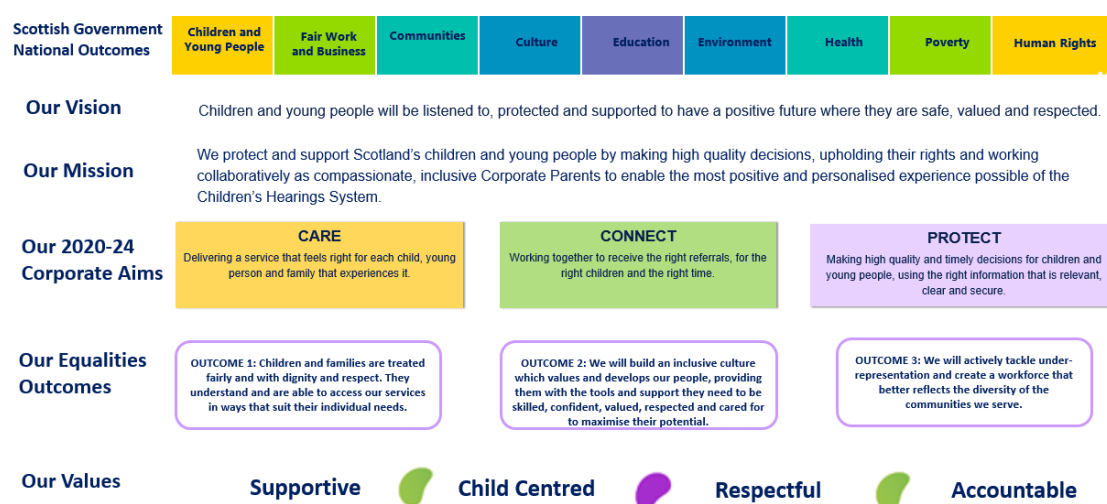 Scottish Government
National Outcomes
Children and
Young People
Fair Work
and Business
Communities
Culture
Education
Environment
Health
Poverty
Human Rights
Our Vision
Children and young people will be listened to, protected and supported to have a positive future where they are safe, valued and respected.
Our Mission
We protect and support Scotland's children and young people by making high quality decisions, upholding their rights and working
collaboratively as compassionate, inclusive Corporate Parents to enable the most positive and personalised experience possible of the
Children's Hearings System.
Our 2020-24
Corporate Aims
CARE
Delivering a service that feels right for each child, young
person and family that experiences it.
CONNECT
Working together to receive the right referrals, for the
right children and the right time.
PROTECT
Making high quality and timely decisions for children and
young people, using the right information that is relevant,
clear and secure.
Our Equalities
Outcomes
OUTCOME 1: Children and families are treated
fairly and with dignity and respect. They
understand and are able to access our services
in ways that suit their individual needs.
OUTCOME 2: We will build an inclusive culture
which values and develops our people, providing
them with the tools and support they need to be
skilled, confident, valued, respected and cared for
to maximise their potential.
OUTCOME 3: We will actively tackle under-
representation and create a workforce that
better reflects the diversity of the
communities we serve.
Our Values
Supportive
Child Centred
Respectful
Accountable